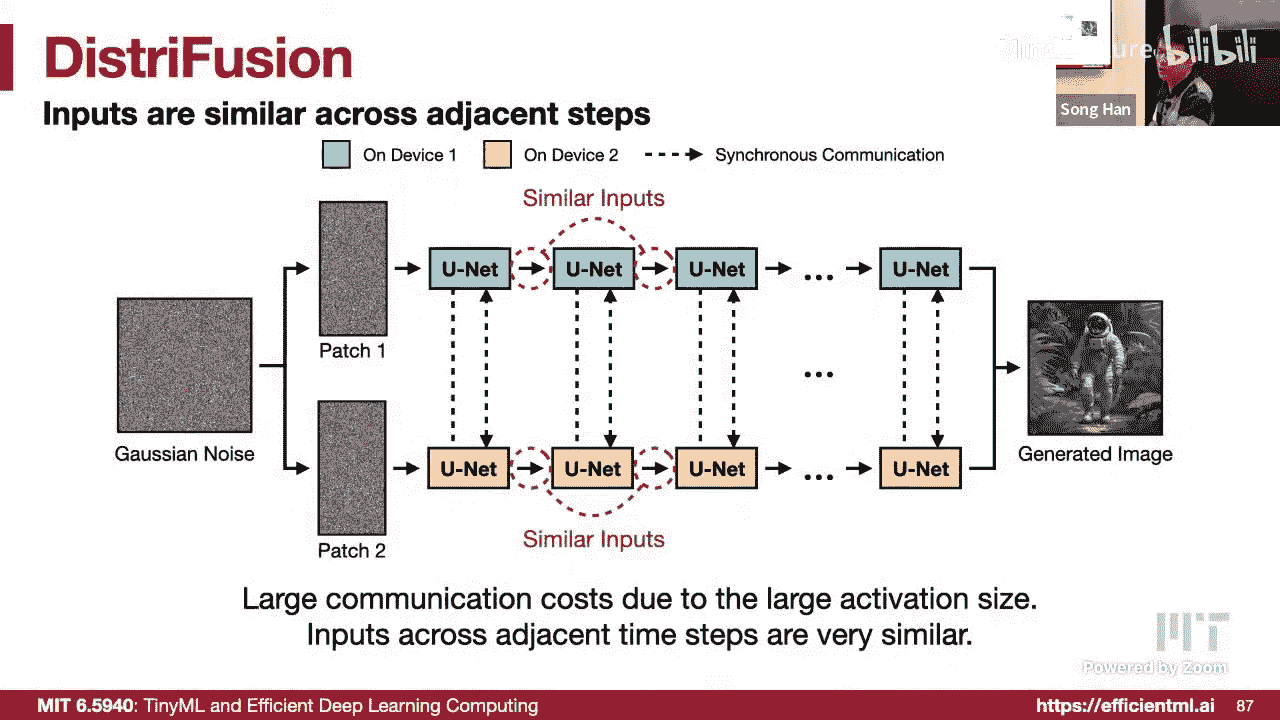 DistriFusion
bilibili
Song Han
Inputs are similar across adjacent steps
On Device 1
On Device 2
Synchronous Communication
Similar Inputs
U-Net
U-Net
U-Net
...
U-Net
Patch 1
Gaussian Noise
...
Generated Image
U-Net
U-Net
U-Net
...
U-Net
Patch 2
Similar Inputs
Large communication costs due to the large activation size.
Inputs across adjacent time steps are very similar.
MIT
Powered by Zoom
MIT 6.5940: TinyML and Efficient Deep Learning Computing
https://efficientml.ai
87